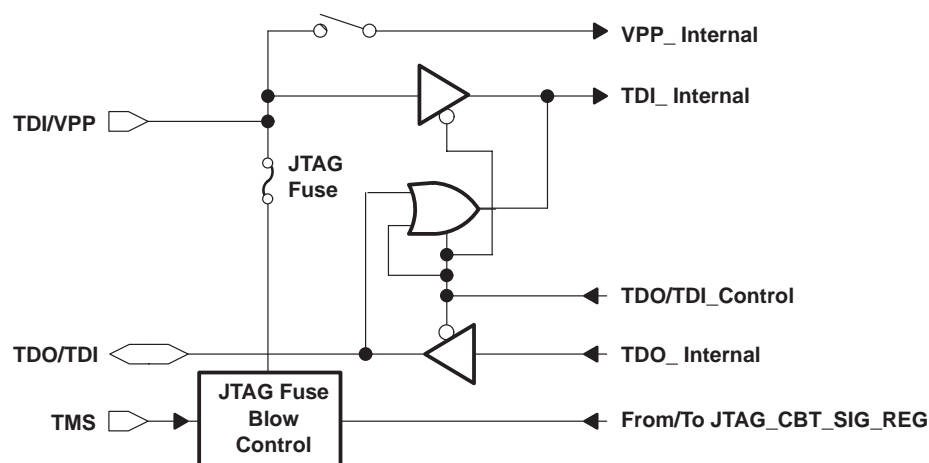 VPP_ Internal
TDI_ Internal
TDI/VPP
JTAG
Fuse
TDO/TDI_Control
TDO/TDI
TDO_ Internal
JTAG Fuse
Blow
Control
TMS
From/To JTAG_CBT_SIG_REG